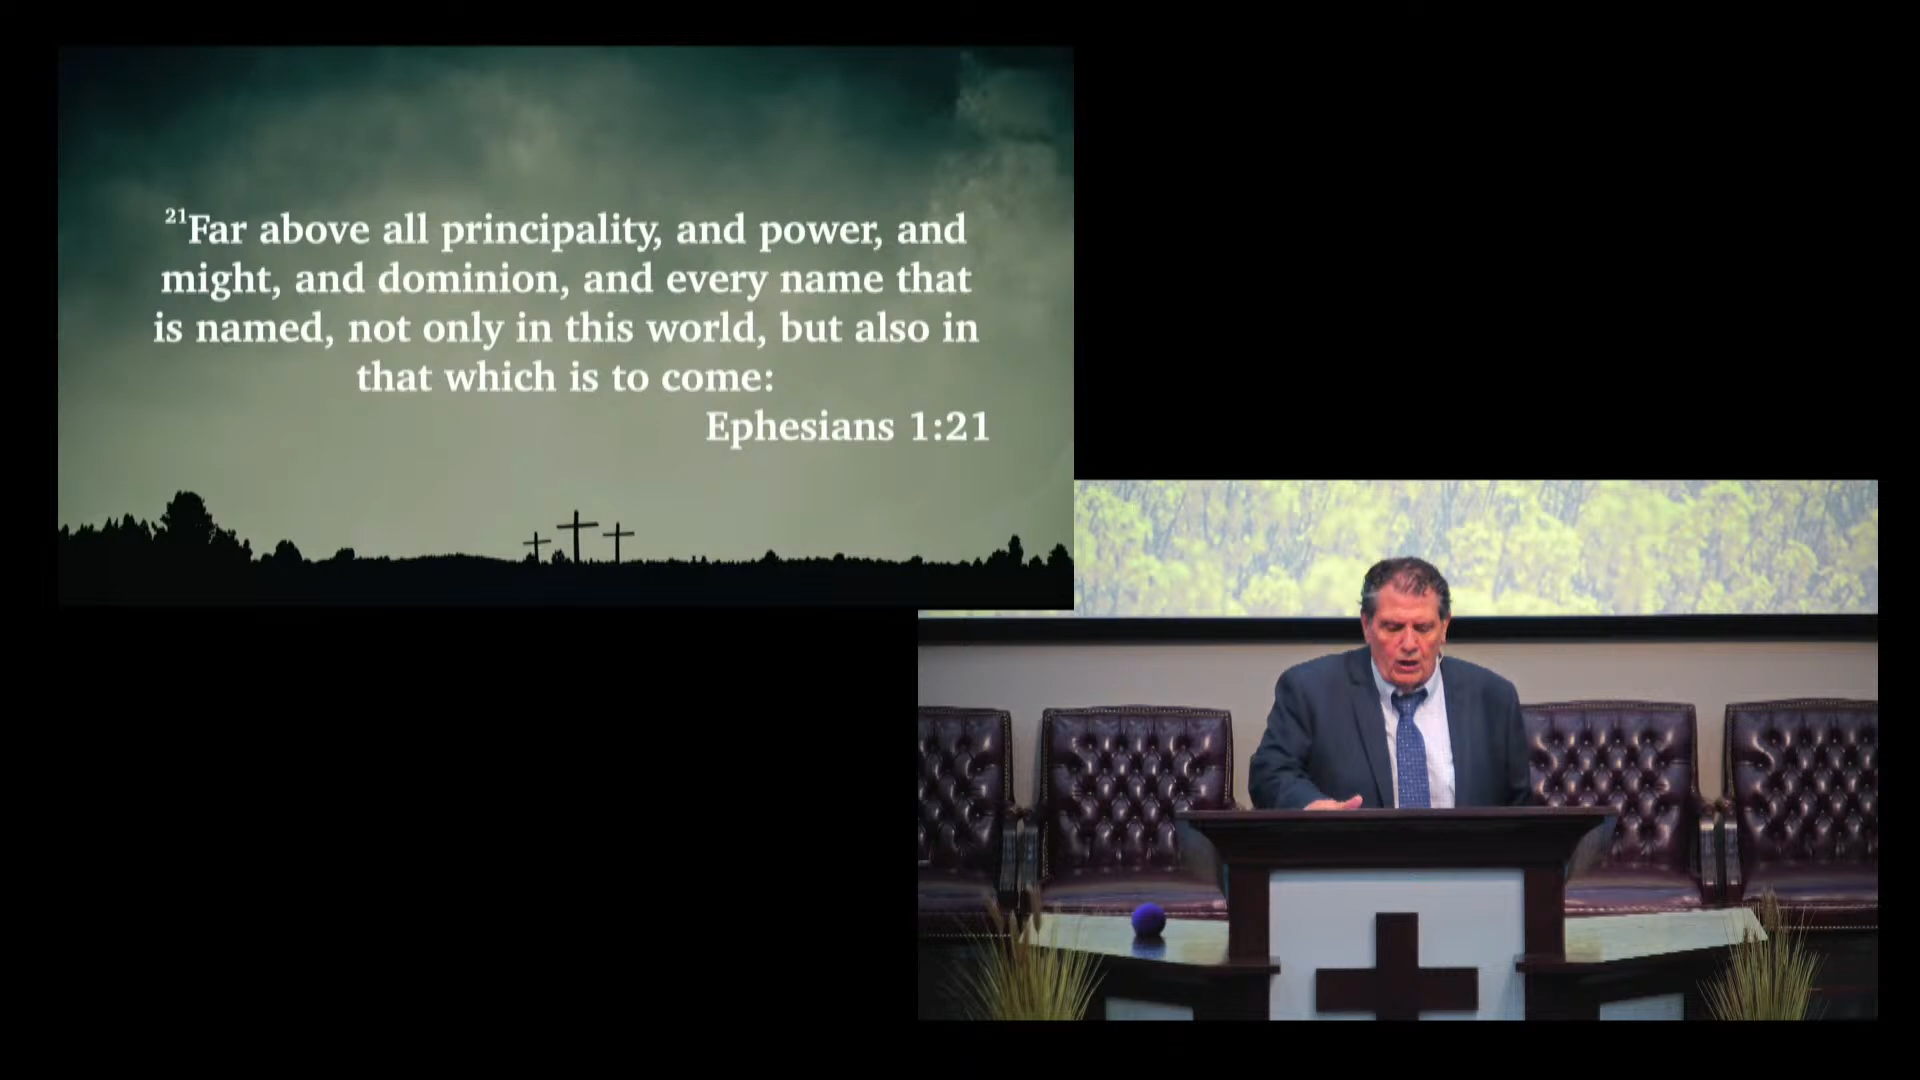 21Far above all principality, and power, and
might, and dominion, and every name that
is named, not only in this world, but also in
that which is to come:
Ephesians 1:21